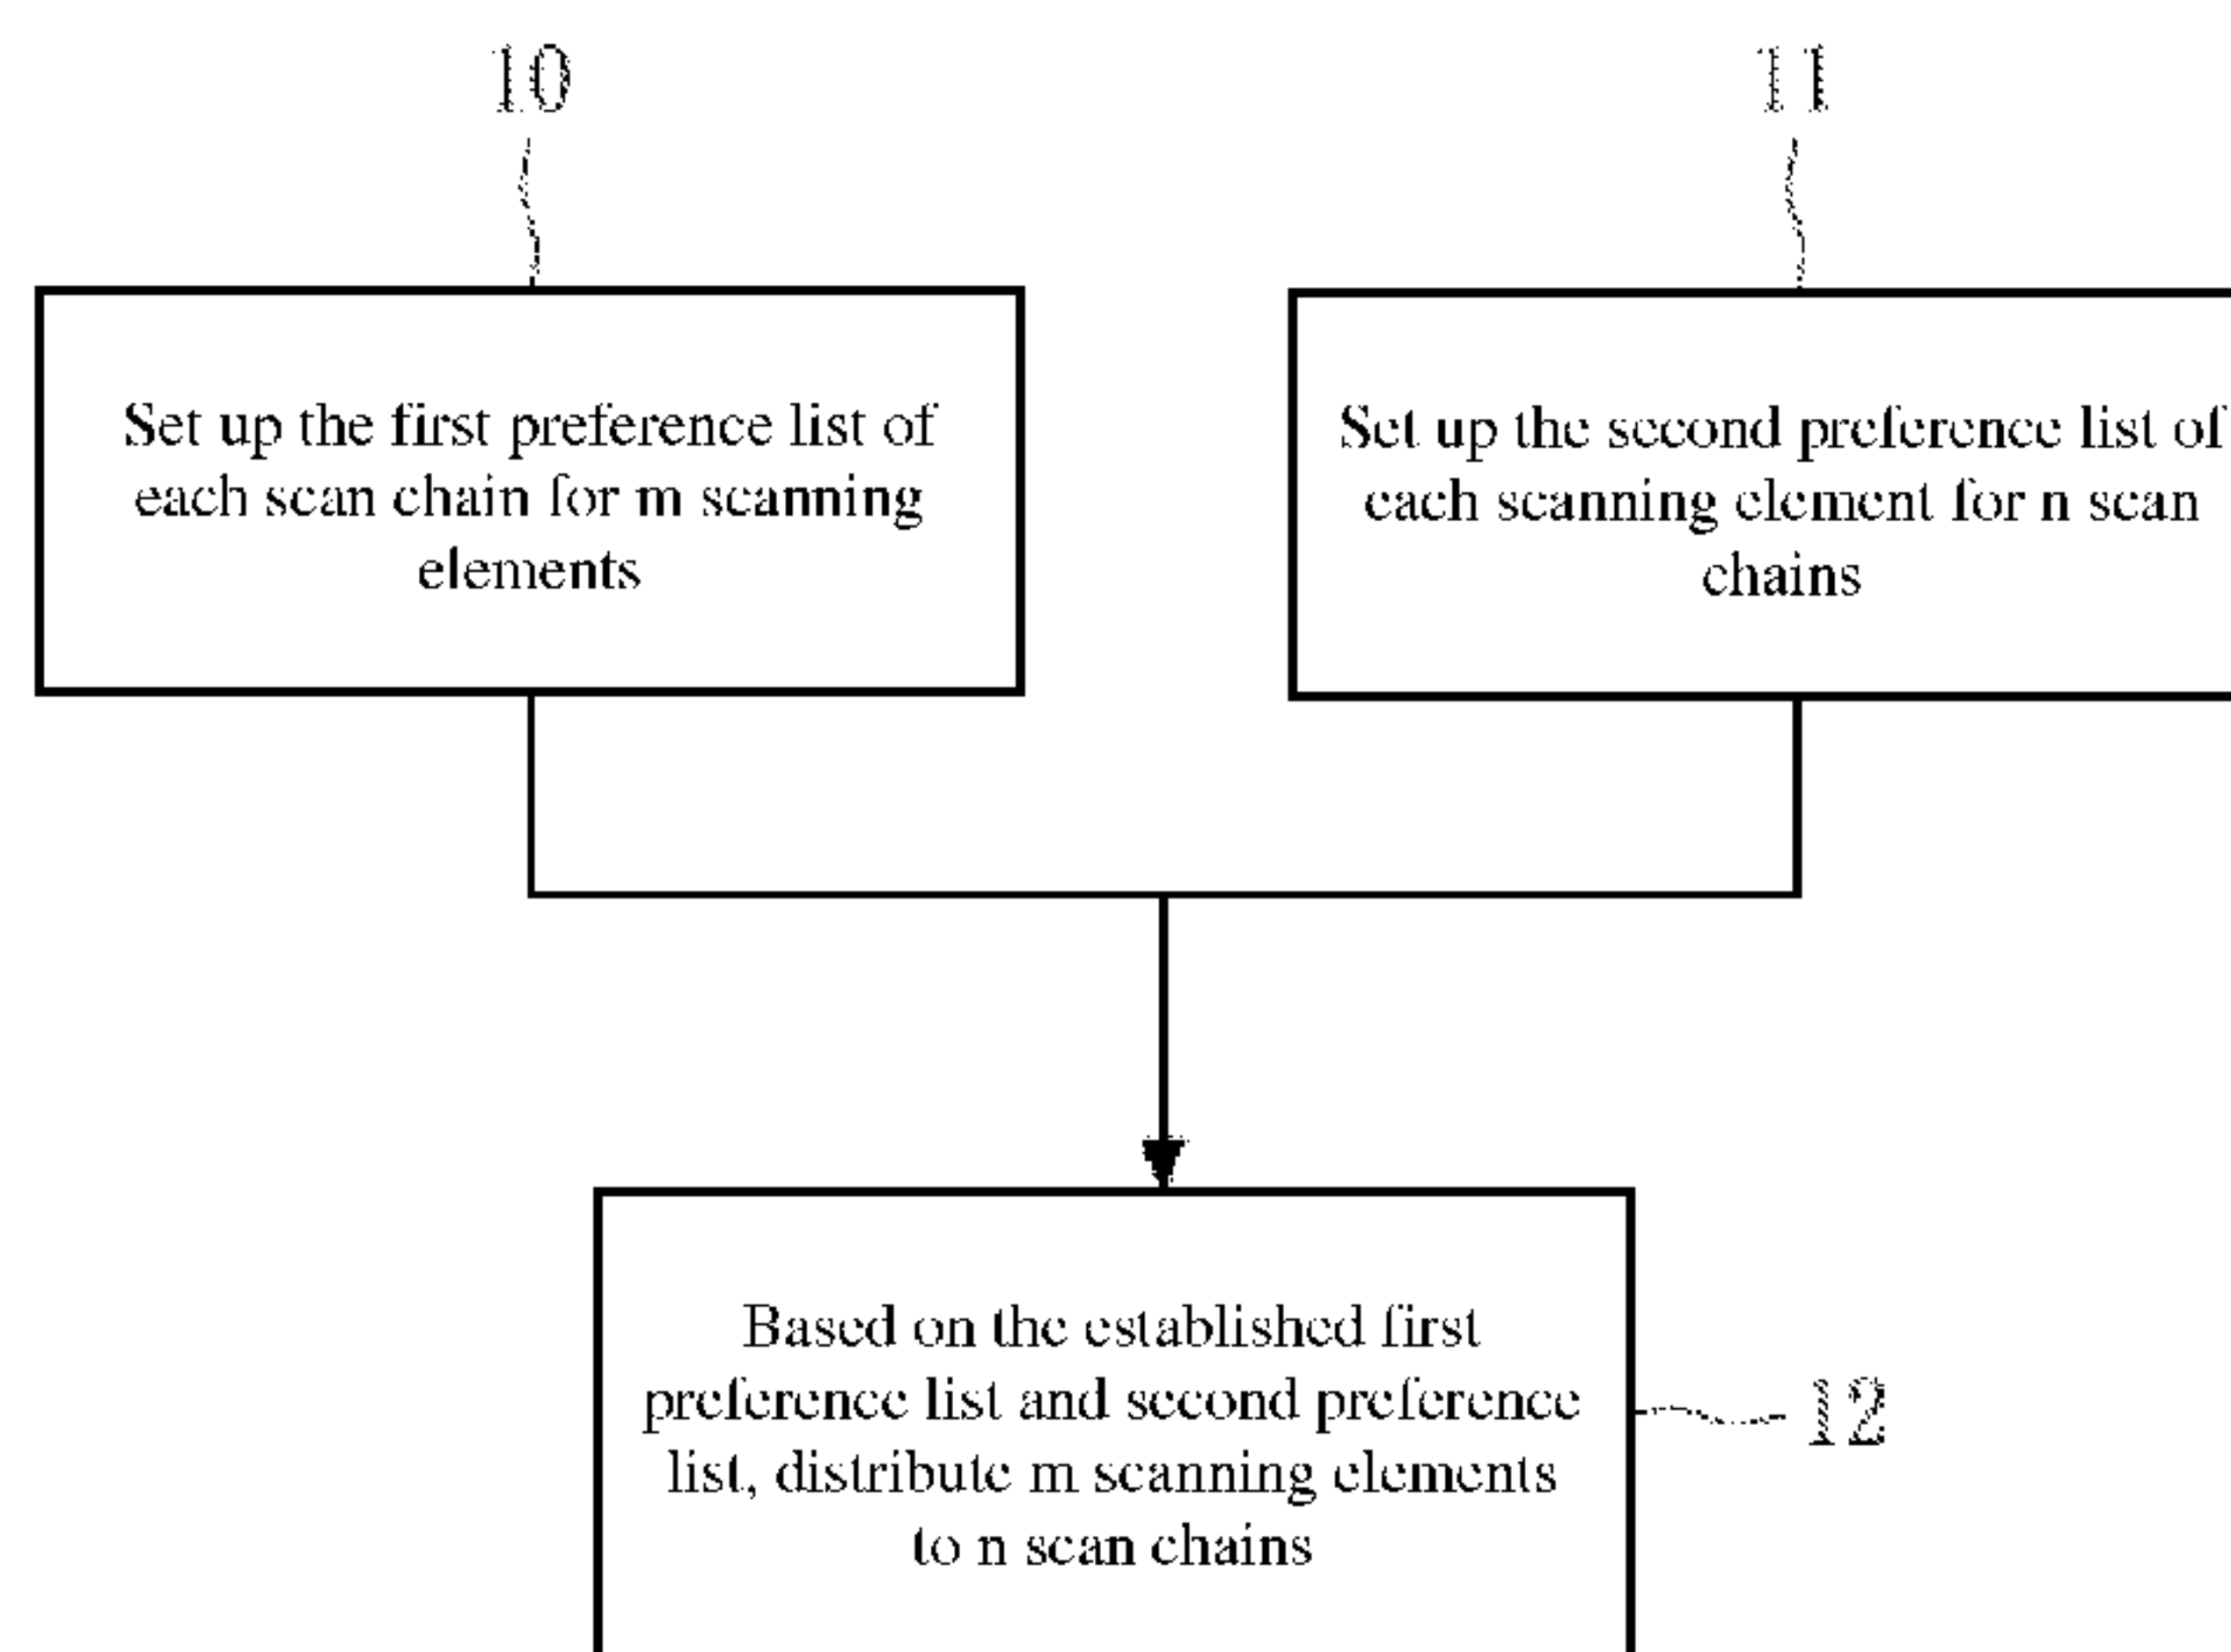 10
11
Set up the first preference list of
each scan chain for m scanning
elements
Set up the second preference list of
each scanning element for n scan
chains
Based on the established first
preference list and second preference
list, distribute m scanning elements
to n scan chains
12